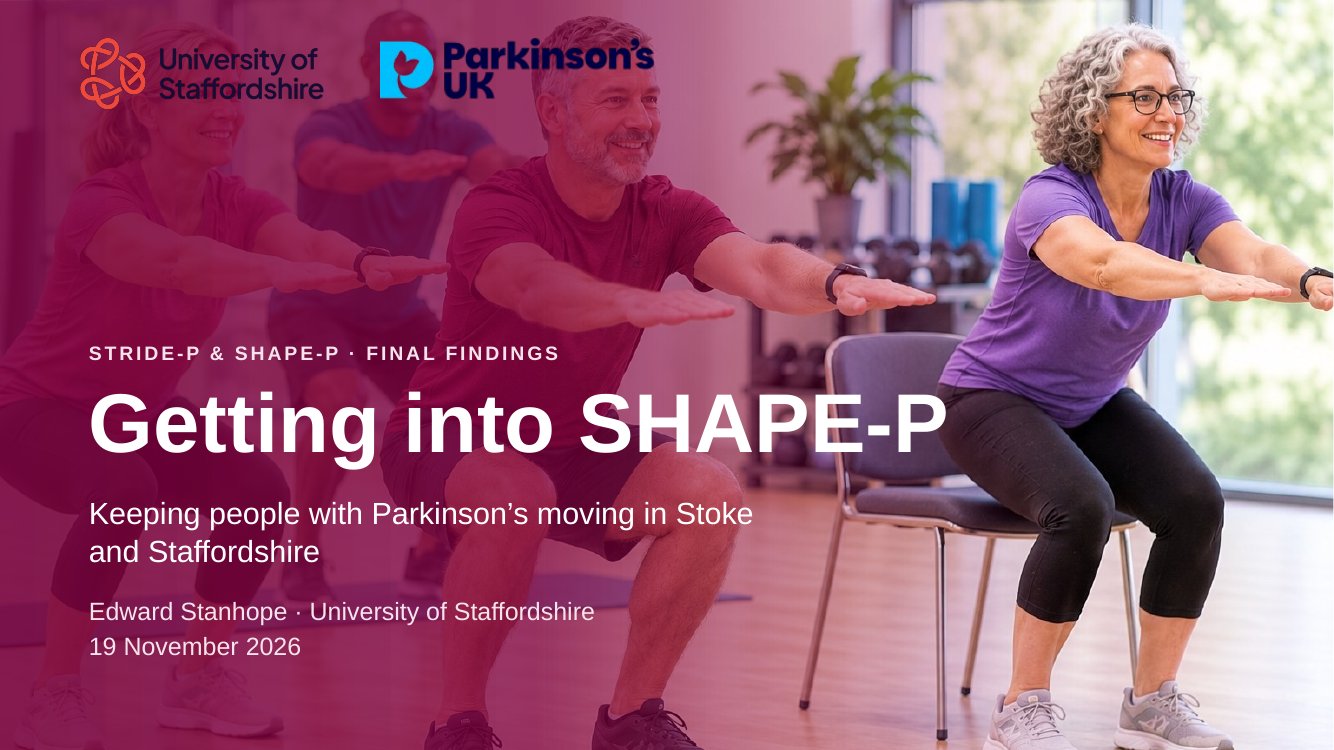 University of
Staffordshire
Parkinson's
UK
STRIDE-P & SHAPE-P · FINAL FINDINGS
Getting into SHAPE-P
Keeping people with Parkinson’s moving in Stoke
and Staffordshire
Edward Stanhope · University of Staffordshire
19 November 2026